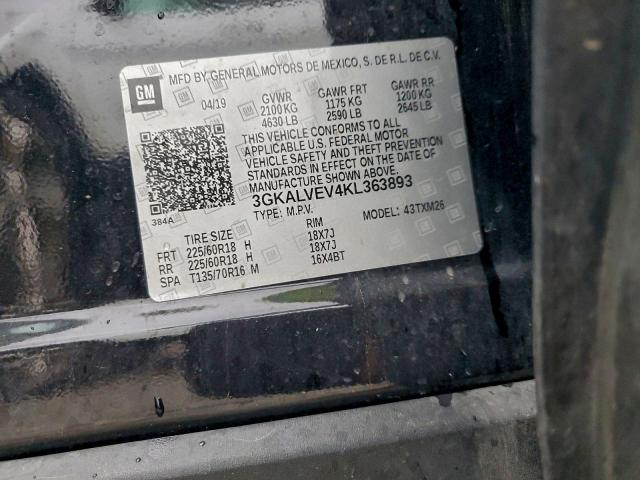 MFD BY GENERAL MOTORS DE MEXICO, S. DE R.L. DE C.V.
GM
04/19 GVWR GAWR FRT GAWR RR
2100 KG 1175 KG 1200 KG
4630 LB 2590 LB 2645 LB
THIS VEHICLE CONFORMS TO ALL
APPLICABLE U.S. FEDERAL MOTOR
VEHICLE SAFETY AND THEFT PREVENTION
STANDARDS IN EFFECT ON THE DATE OF
MANUFACTURE SHOWN ABOVE.
3GKALVEV4KL363893
384A
TYPE: M.P.V. MODEL: 43TXM26
TIRE SIZE RIM
FRT 225/60R18 H 18X7J
RR 225/60R18 H 18X7J
SPA T135/70R16 M 16X4BT